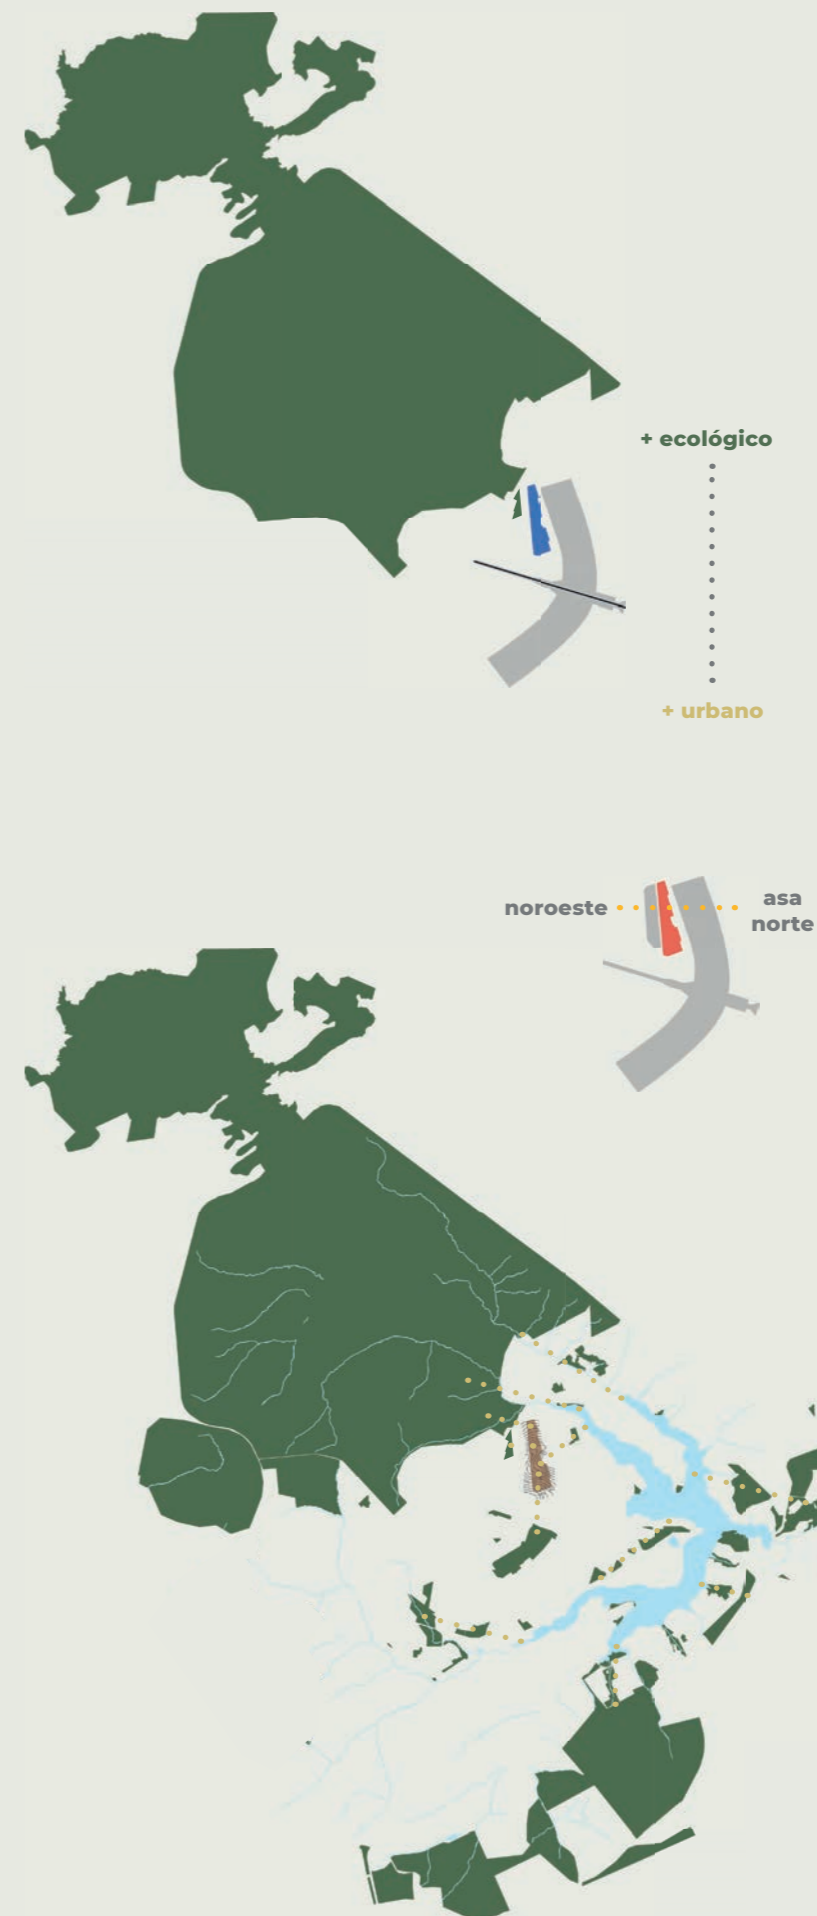 + ecológico
+ urbano
noroeste
asa
norte